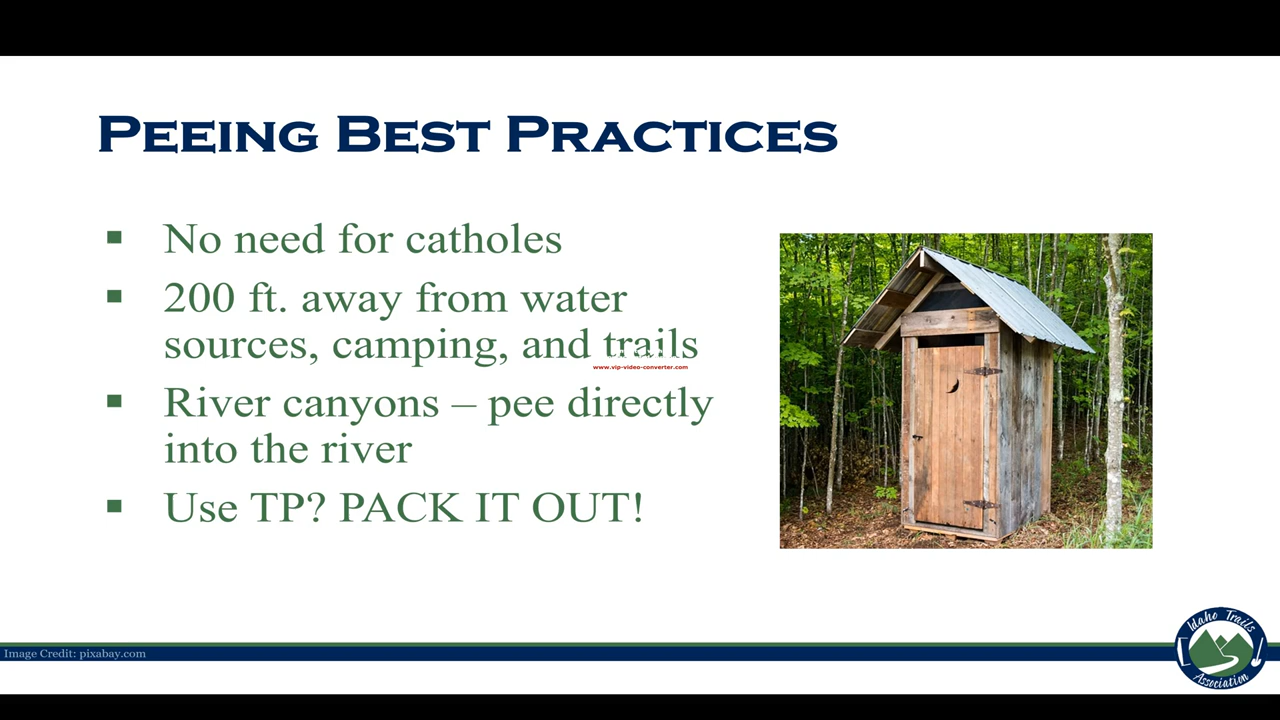 PEEING BEST PRACTICES
No need for catholes
200 ft. away from water
sources, camping, and trails
www.vip-video-converter.com
River canyons – pee directly
into the river
Use TP? PACK IT OUT!
Idaho Trails
Association
Image Credit: pixabay.com